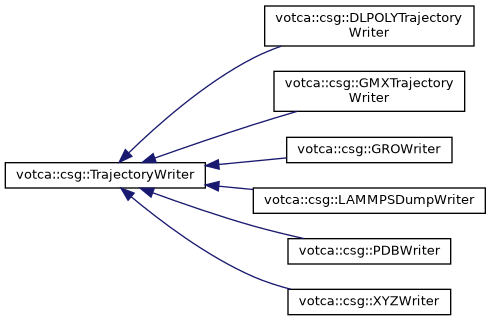 votca::csg::DLPOLYTrajectory
Writer
votca::csg::GMXTrajectory
Writer
votca::csg::GROWriter
votca::csg::TrajectoryWriter
votca::csg::LAMMPSDumpWriter
votca::csg::PDBWriter
votca::csg::XYZWriter